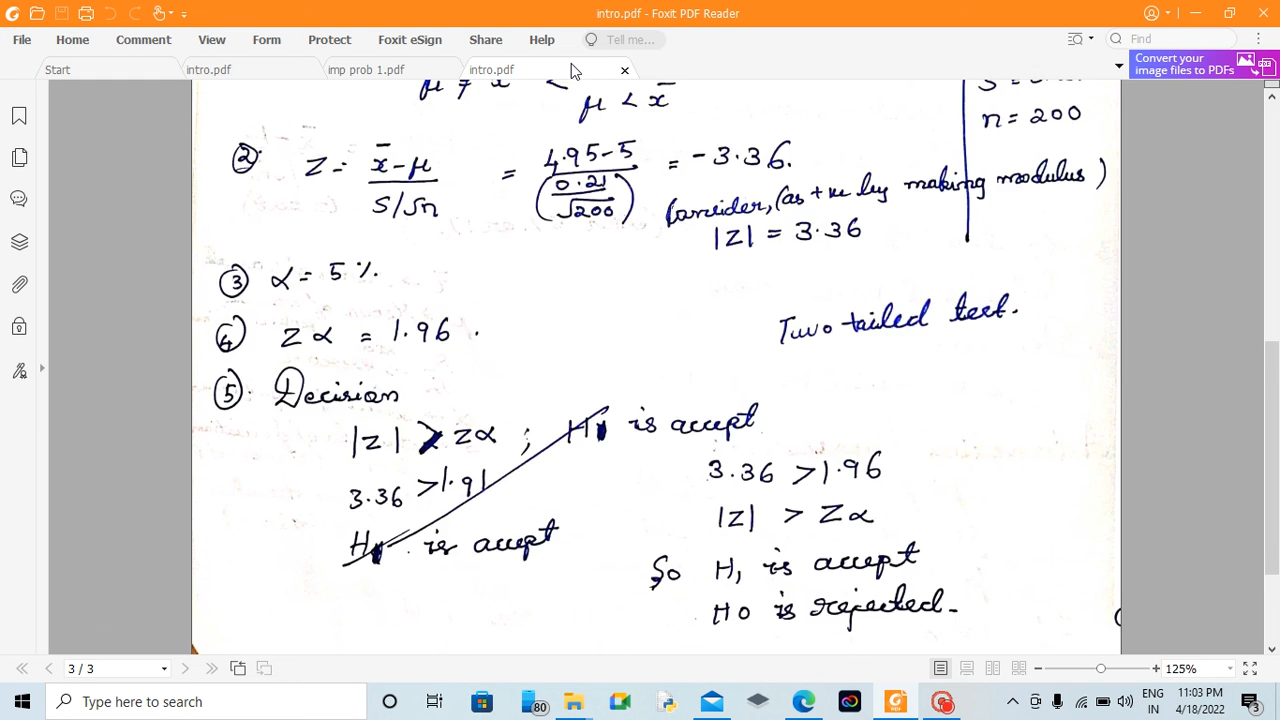 intro.pdf - Foxit PDF Reader
File Home Comment View Form Protect Foxit eSign Share Help Tell me... Find
Start intro.pdf imp prob 1.pdf intro.pdf
Convert your image files to PDFs
μ ≠ x̄ <
μ < x̄
n = 200
② Z = x̄ - μ / S/√n = 4.95-5 / (0.21/√200) = -3.36.
Consider, (as +ve by making modulus)
|Z| = 3.36
③ α = 5 %.
④ Zα = 1.96 .
Two tailed test.
⑤. Decision
|Z| > Zα ; H1 is accept
3.36 > 1.91
H1 is accept
3.36 > 1.96
|Z| > Zα
So H1 is accept
H0 is rejected.
3 / 3
125%
Type here to search
80
ENG
IN
11:03 PM
4/18/2022
3